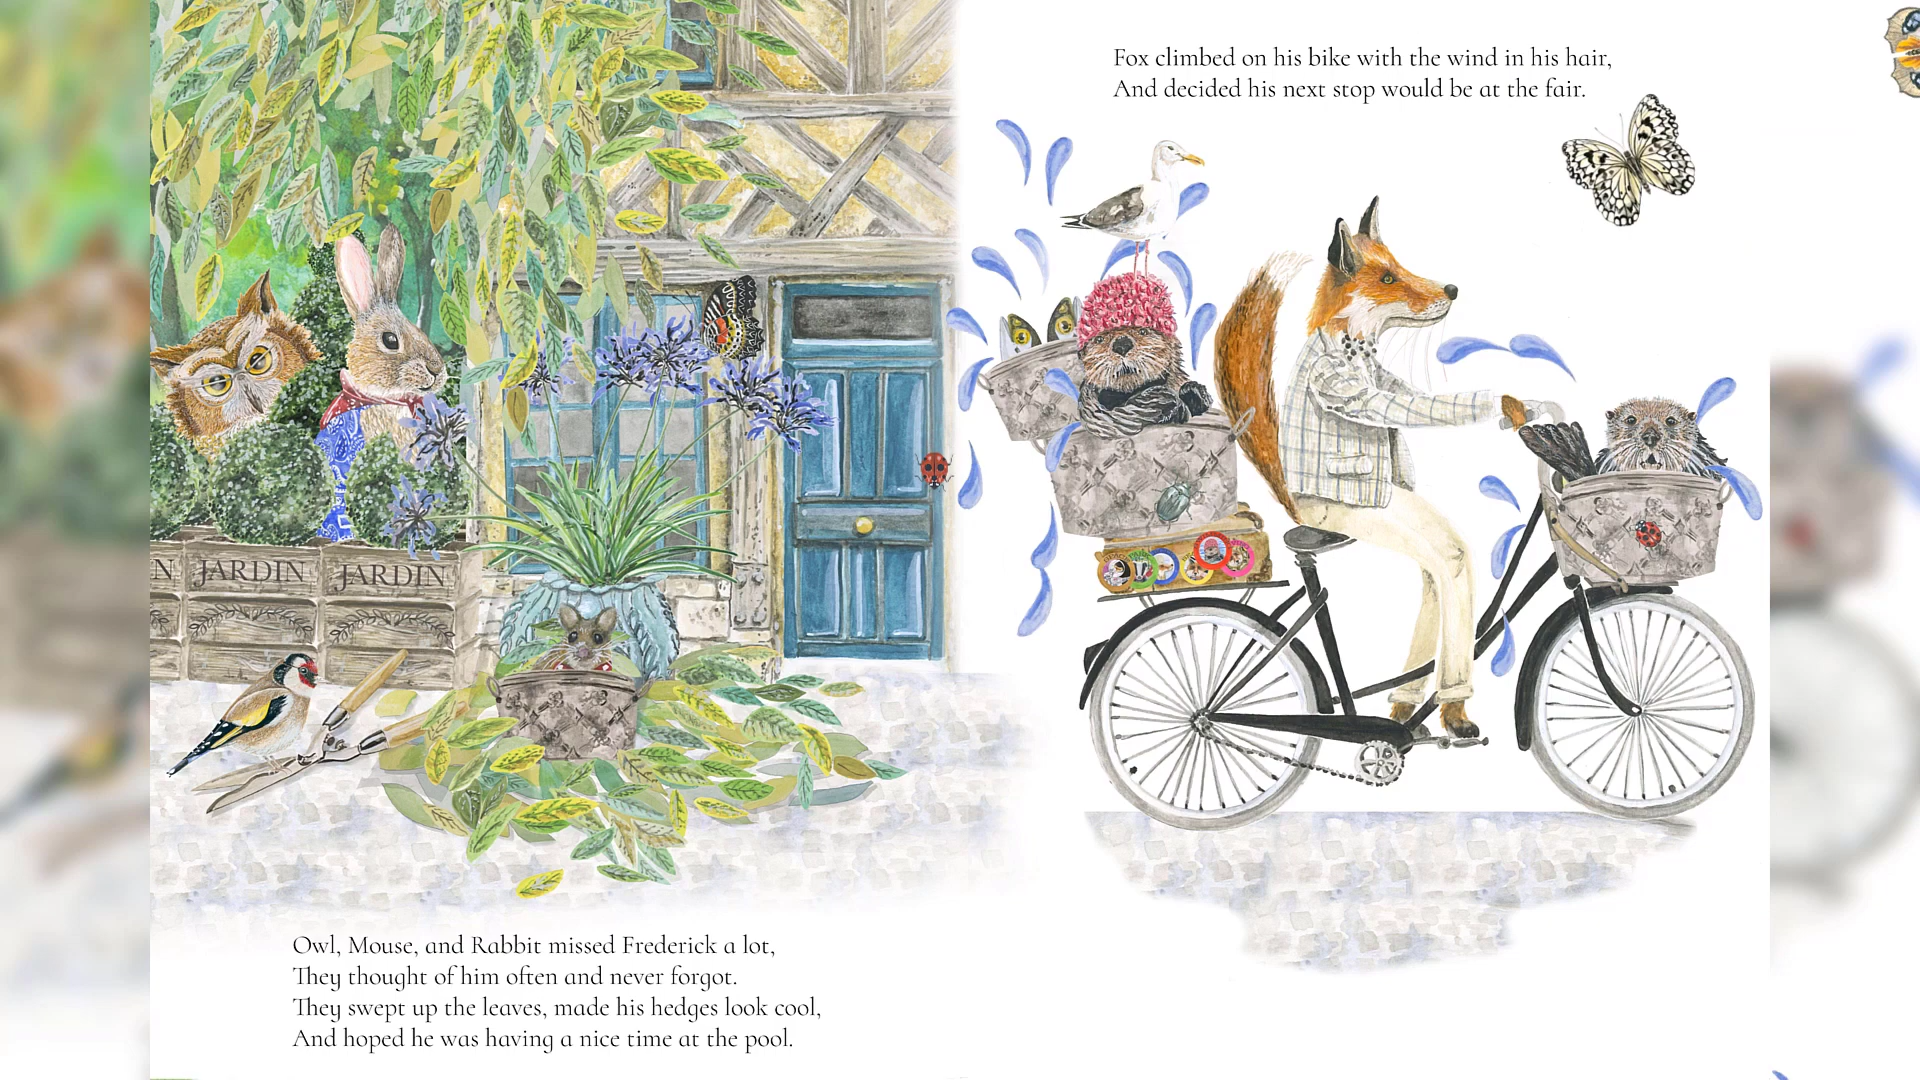 Fox climbed on his bike with the wind in his hair,
And decided his next stop would be at the fair.
JARDIN
JARDIN
Owl, Mouse, and Rabbit missed Frederick a lot,
They thought of him often and never forgot.
They swept up the leaves, made his hedges look cool,
And hoped he was having a nice time at the pool.